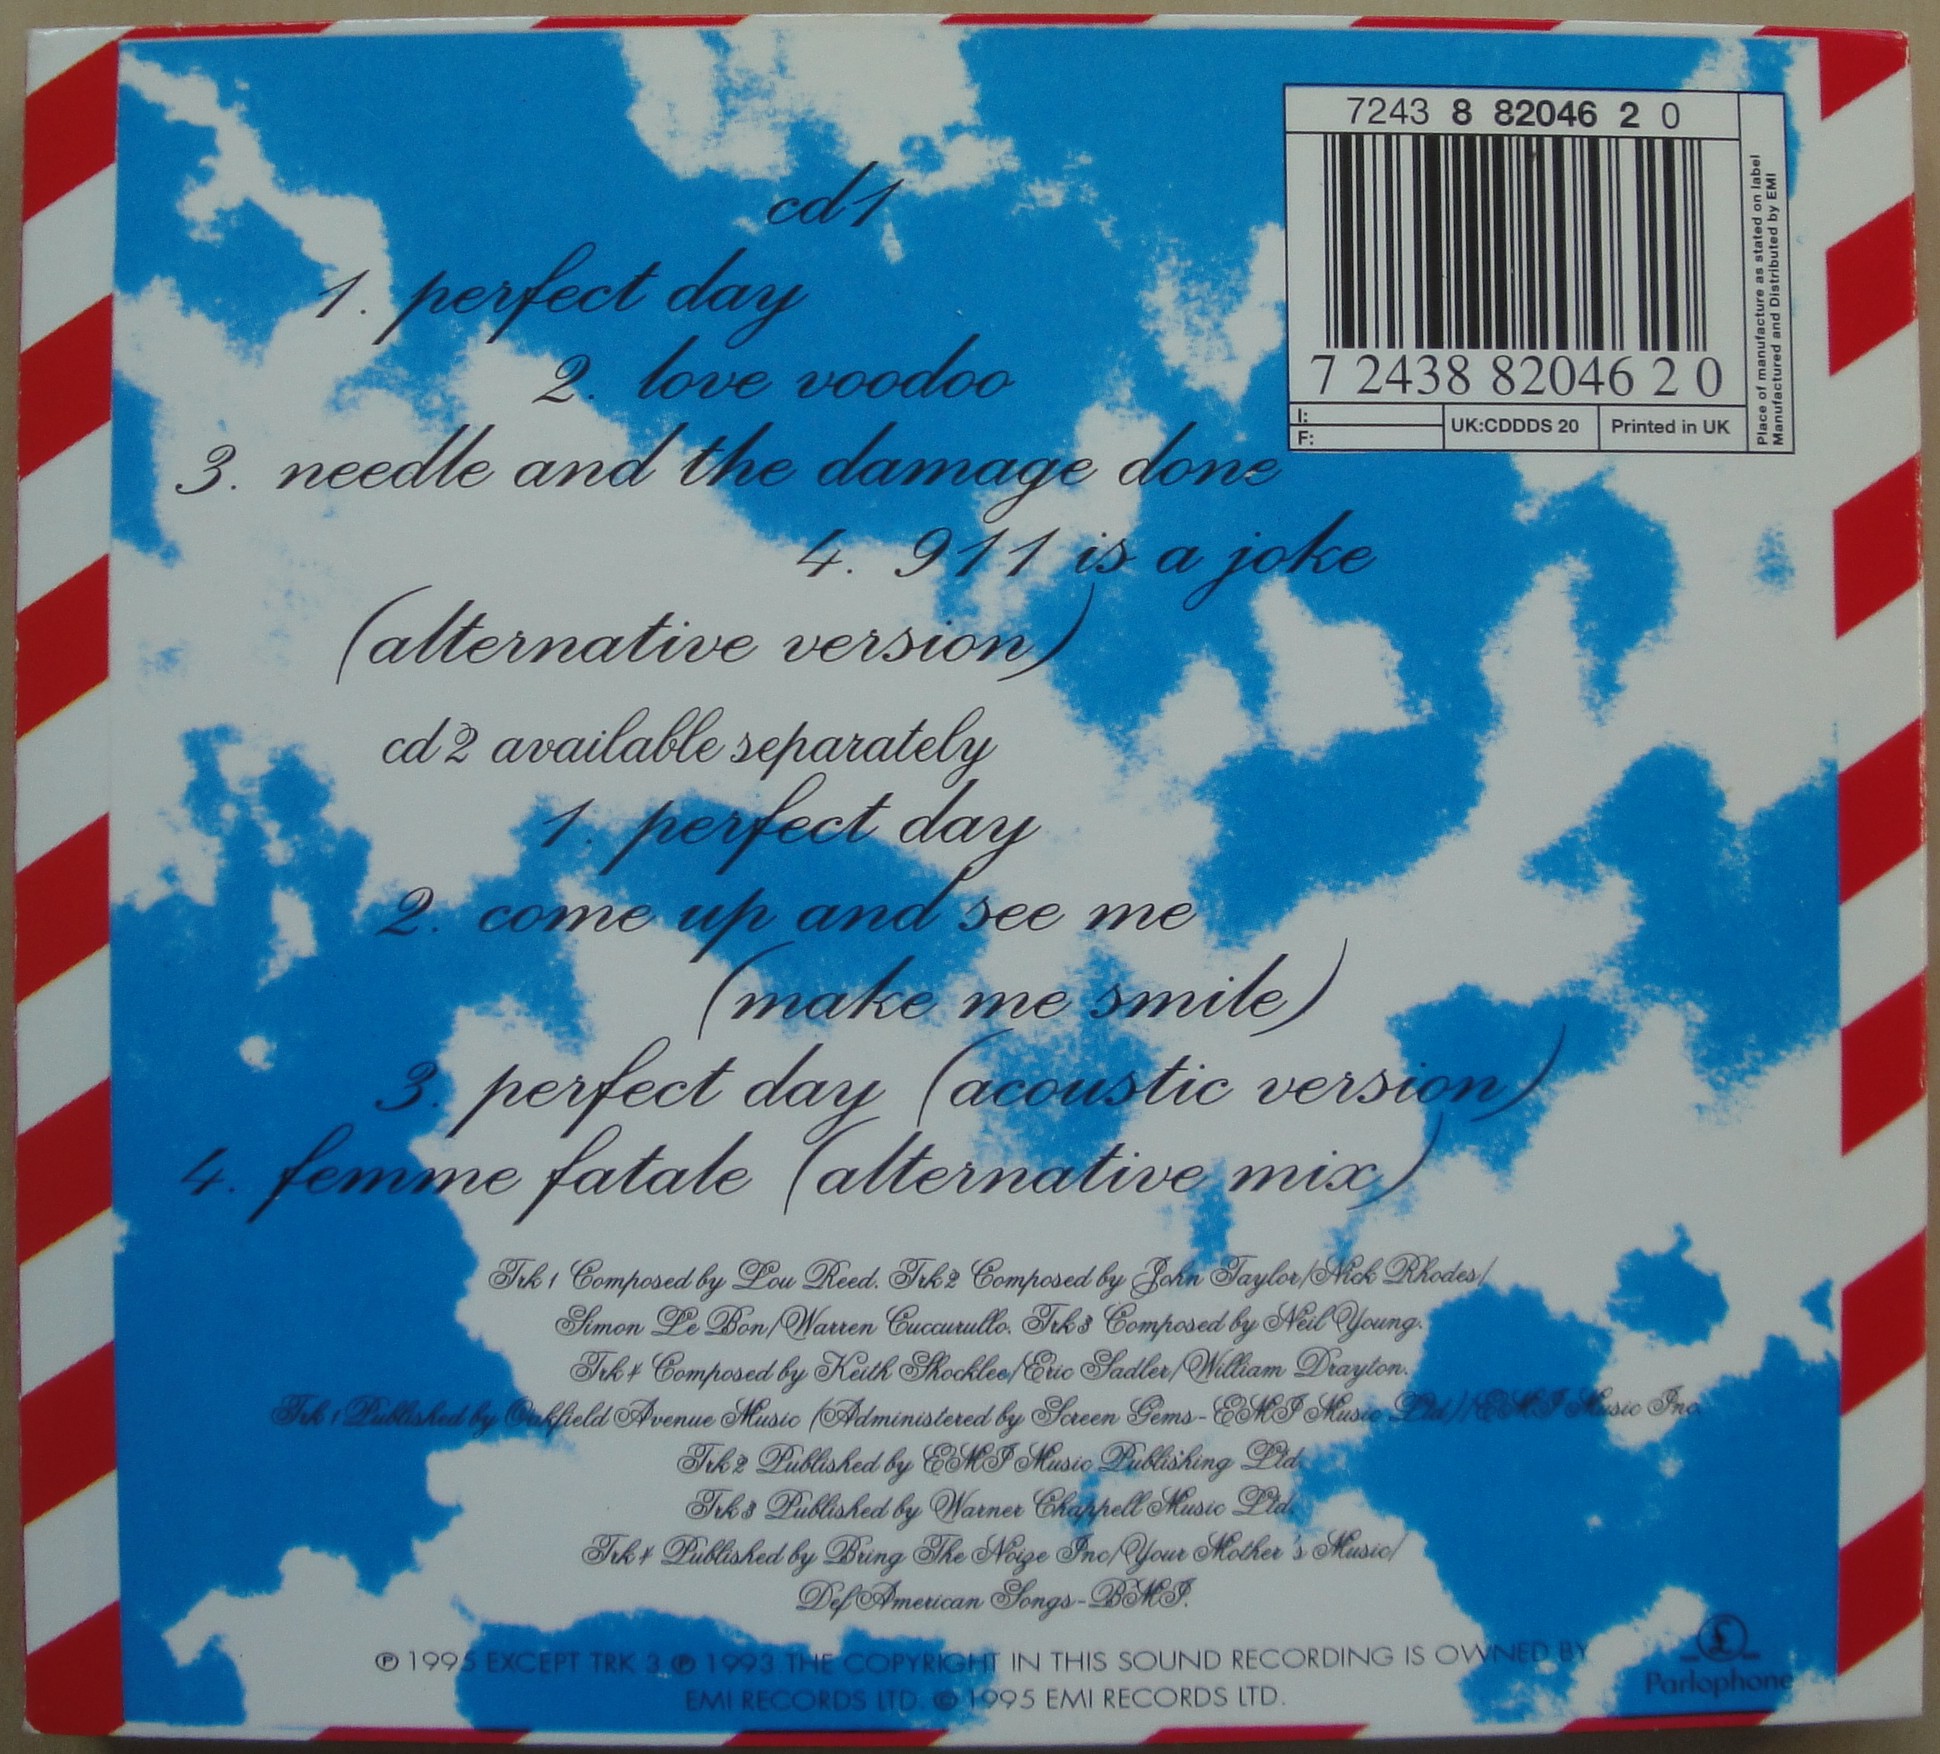 7243 8 82046 2 0
7 2438 82046 2 0
I:
F:
UK:CDDDS 20
Printed in UK
Place of manufacture as stated on label
Manufactured and Distributed by EMI
cd1
1. perfect day
2. love voodoo
3. needle and the damage done
4. 911 is a joke
(alternative version)
cd2 available separately
1. perfect day
2. come up and see me
(make me smile)
3. perfect day (acoustic version)
4. femme fatale (alternative mix)
Trk 1 Composed by Lou Reed. Trk 2 Composed by John Taylor/Nick Rhodes/
Simon Le Bon/Warren Cuccurullo. Trk 3 Composed by Neil Young.
Trk 4 Composed by Keith Shocklee/Eric Sadler/William Drayton.
Trk 1 Published by Oakfield Avenue Music (Administered by Screen Gems-EMI Music Ltd)/EMI Music Inc.
Trk 2 Published by EMI Music Publishing Ltd.
Trk 3 Published by Warner Chappell Music Ltd.
Trk 4 Published by Bring The Noize Inc/Your Mother's Music/
Def American Songs-BMI.
℗ 1995 EXCEPT TRK 3 ℗ 1993 THE COPYRIGHT IN THIS SOUND RECORDING IS OWNED BY
EMI RECORDS LTD. © 1995 EMI RECORDS LTD.
£
Parlophone